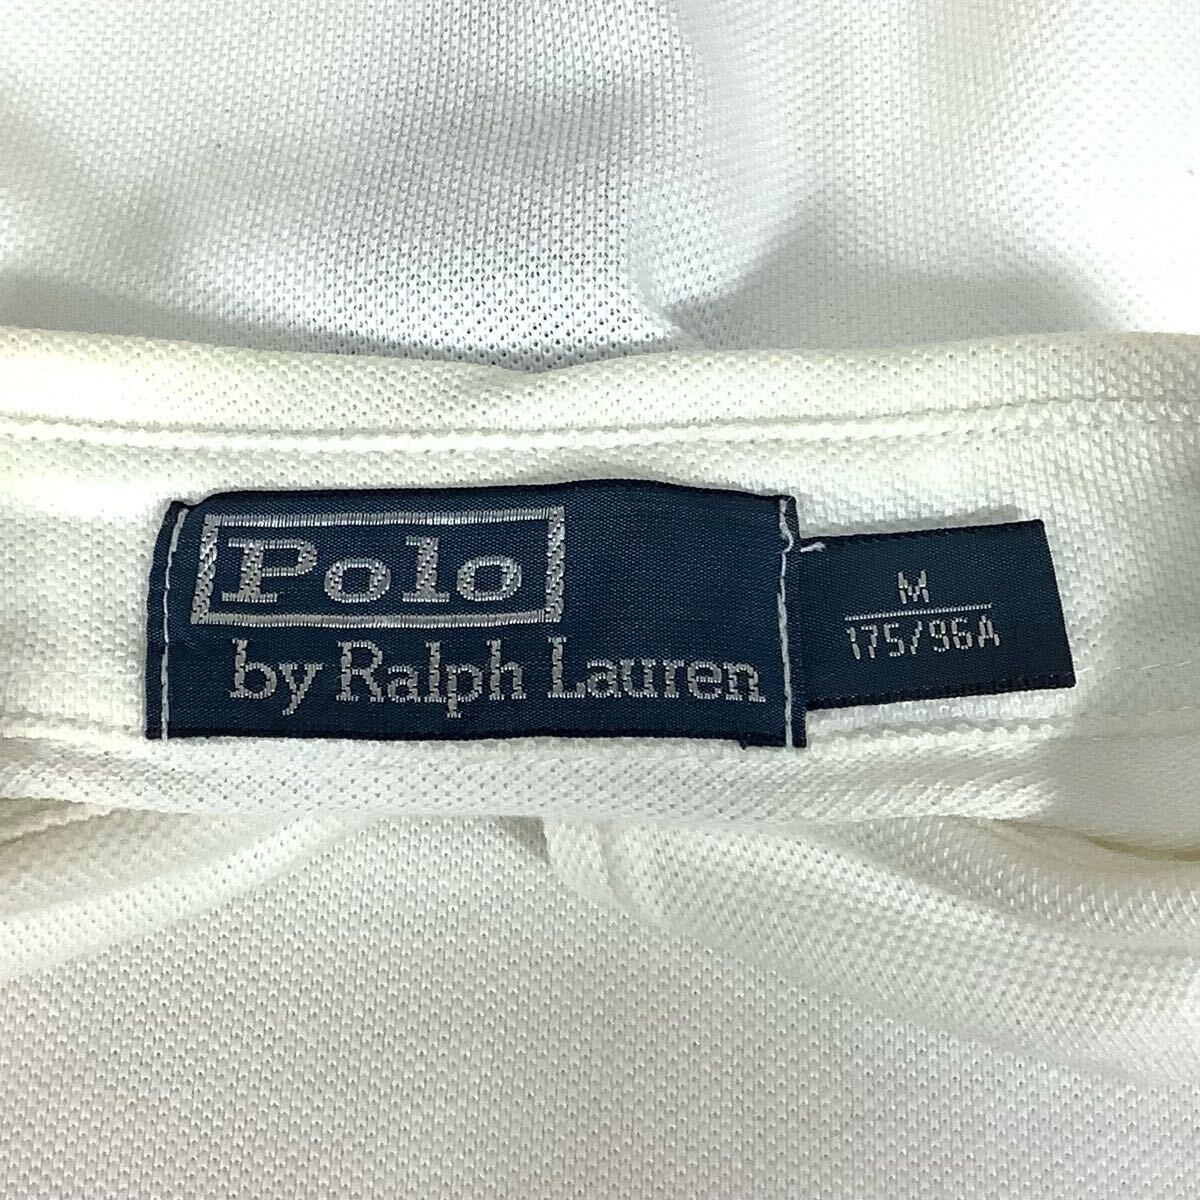 Polo
by Ralph Lauren
M
175/96A